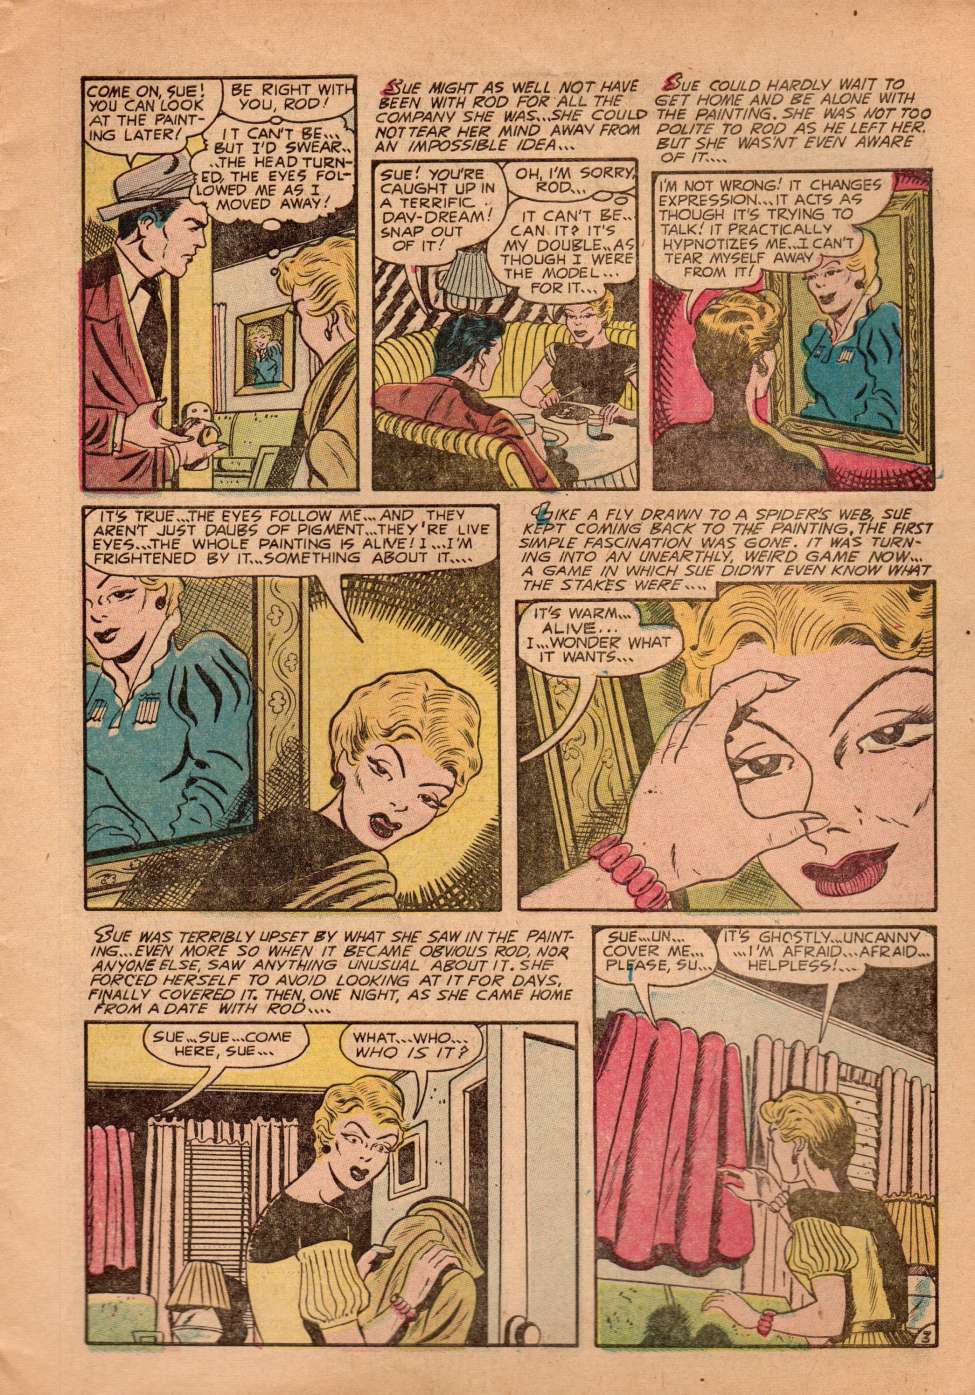 COME ON, SUE!
YOU CAN LOOK
AT THE PAINT-
ING LATER!
BE RIGHT WITH
YOU, ROD!
IT CAN'T BE...
BUT I'D SWEAR...
...THE HEAD TURN-
ED, THE EYES FOL-
LOWED ME AS I
MOVED AWAY!
SUE MIGHT AS WELL NOT HAVE
BEEN WITH ROD FOR ALL THE
COMPANY SHE WAS...SHE COULD
NOT TEAR HER MIND AWAY FROM
AN IMPOSSIBLE IDEA...
SUE! YOU'RE
CAUGHT UP IN
A TERRIFIC
DAY-DREAM!
SNAP OUT
OF IT!
OH, I'M SORRY,
ROD...
IT CAN'T BE..
CAN IT? IT'S
MY DOUBLE..AS
THOUGH I WERE
THE MODEL...
FOR IT...
SUE COULD HARDLY WAIT TO
GET HOME AND BE ALONE WITH
THE PAINTING. SHE WAS NOT TOO
POLITE TO ROD AS HE LEFT HER.
BUT SHE WAS'NT EVEN AWARE
OF IT....
I'M NOT WRONG! IT CHANGES
EXPRESSION...IT ACTS AS
THOUGH IT'S TRYING TO
TALK! IT PRACTICALLY
HYPNOTIZES ME...I CAN'T
TEAR MYSELF AWAY
FROM IT!
IT'S TRUE...THE EYES FOLLOW ME...AND THEY
AREN'T JUST DAUBS OF PIGMENT...THEY'RE LIVE
EYES...THE WHOLE PAINTING IS ALIVE! I...I'M
FRIGHTENED BY IT...SOMETHING ABOUT IT....
LIKE A FLY DRAWN TO A SPIDER'S WEB, SUE
KEPT COMING BACK TO THE PAINTING, THE FIRST
SIMPLE FASCINATION WAS GONE. IT WAS TURN-
ING INTO AN UNEARTHLY, WEIRD GAME NOW...
A GAME IN WHICH SUE DID'NT EVEN KNOW WHAT
THE STAKES WERE....
IT'S WARM...
ALIVE...
I...WONDER WHAT
IT WANTS...
SUE WAS TERRIBLY UPSET BY WHAT SHE SAW IN THE PAINT-
ING...EVEN MORE SO WHEN IT BECAME OBVIOUS ROD, NOR
ANYONE ELSE, SAW ANYTHING UNUSUAL ABOUT IT. SHE
FORCED HERSELF TO AVOID LOOKING AT IT FOR DAYS,
FINALLY COVERED IT. THEN, ONE NIGHT, AS SHE CAME HOME
FROM A DATE WITH ROD....
SUE...SUE...COME
HERE, SUE...
WHAT...WHO...
WHO IS IT?
SUE...UN...
COVER ME...
PLEASE, SU...
IT'S GHOSTLY...UNCANNY
...I'M AFRAID...AFRAID...
HELPLESS!...
3